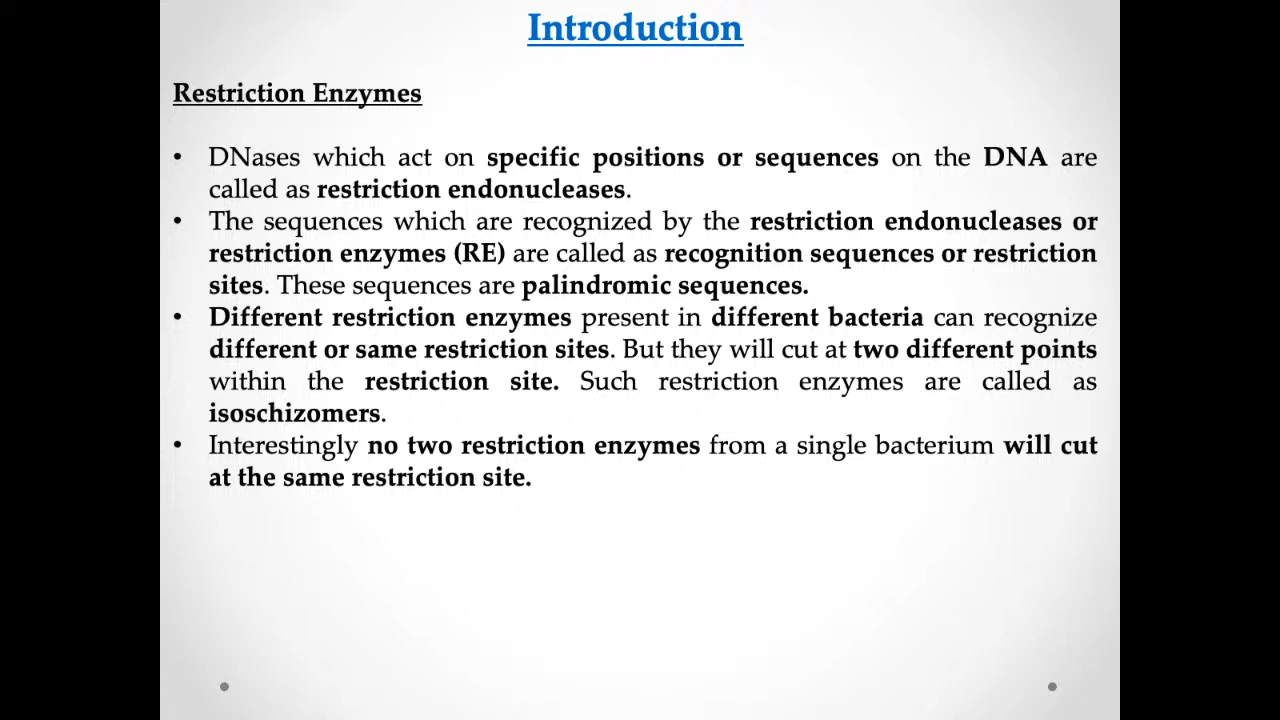 Introduction
Restriction Enzymes
• DNases which act on specific positions or sequences on the DNA are
called as restriction endonucleases.
• The sequences which are recognized by the restriction endonucleases or
restriction enzymes (RE) are called as recognition sequences or restriction
sites. These sequences are palindromic sequences.
• Different restriction enzymes present in different bacteria can recognize
different or same restriction sites. But they will cut at two different points
within the restriction site. Such restriction enzymes are called as
isoschizomers.
• Interestingly no two restriction enzymes from a single bacterium will cut
at the same restriction site.